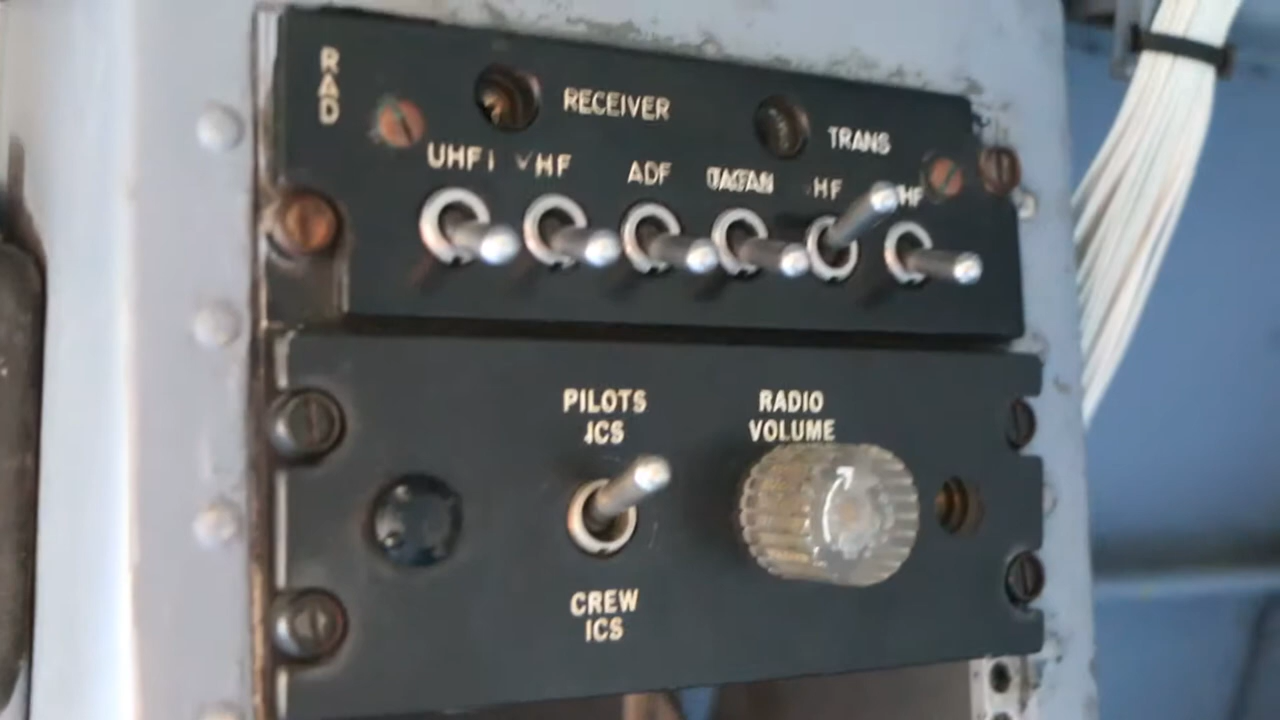 RAD
RECEIVER
TRANS
UHF1 VHF ADF TACAN HF HF
PILOTS
ICS
RADIO
VOLUME
CREW
ICS